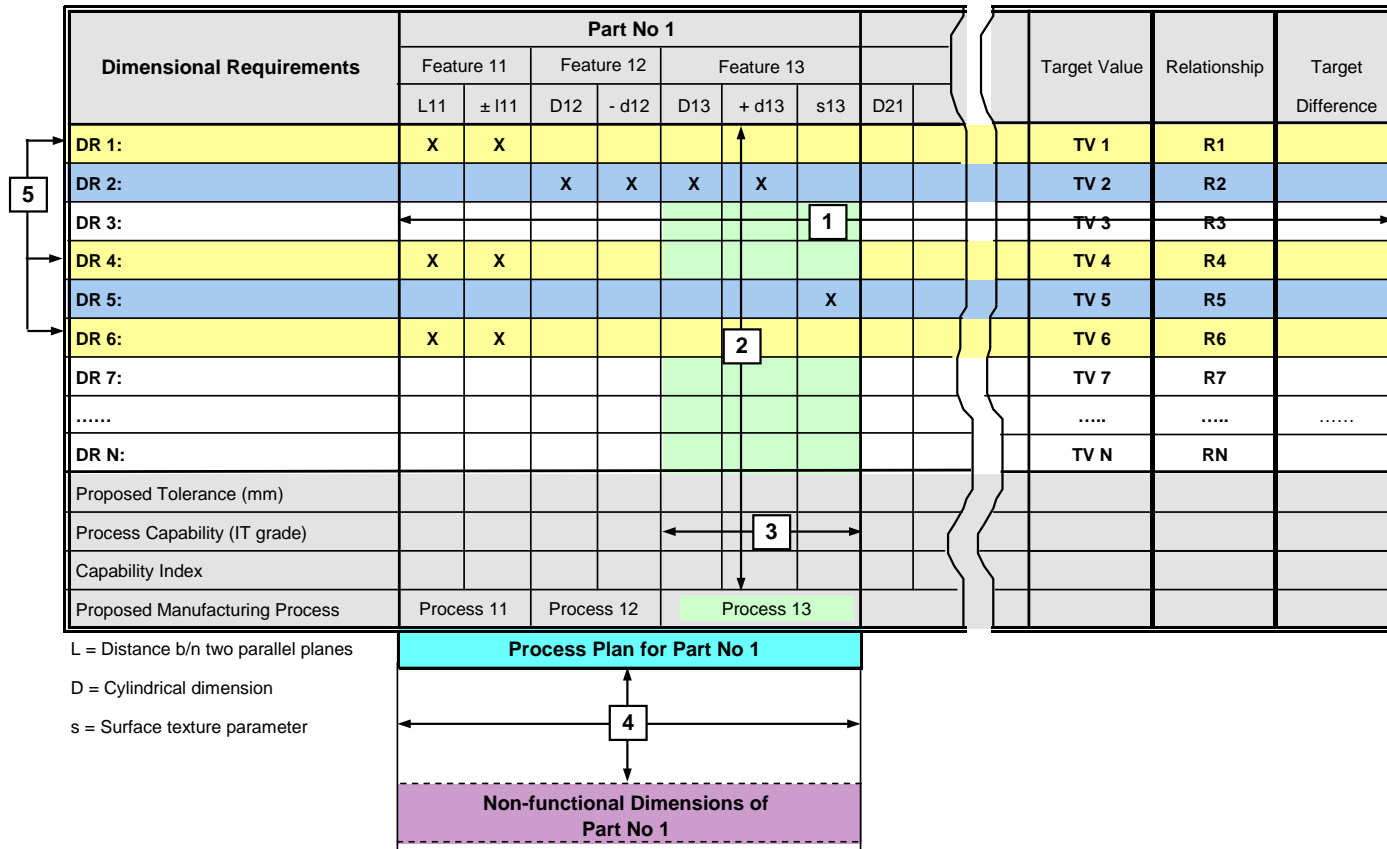 Part No 1
Dimensional Requirements Feature 11 Feature 12 Feature 13 Target Value Relationship Target Difference
L11 ± l11 D12 - d12 D13 + d13 s13 D21
DR 1: X X TV 1 R1
5
DR 2: X X X X TV 2 R2
DR 3: 1 TV 3 R3
DR 4: X X TV 4 R4
DR 5: X TV 5 R5
DR 6: X X 2 TV 6 R6
DR 7: TV 7 R7
...... ..... ..... ......
DR N: TV N RN
Proposed Tolerance (mm)
Process Capability (IT grade) 3
Capability Index
Proposed Manufacturing Process Process 11 Process 12 Process 13
L = Distance b/n two parallel planes Process Plan for Part No 1
D = Cylindrical dimension
s = Surface texture parameter 4
Non-functional Dimensions of
Part No 1